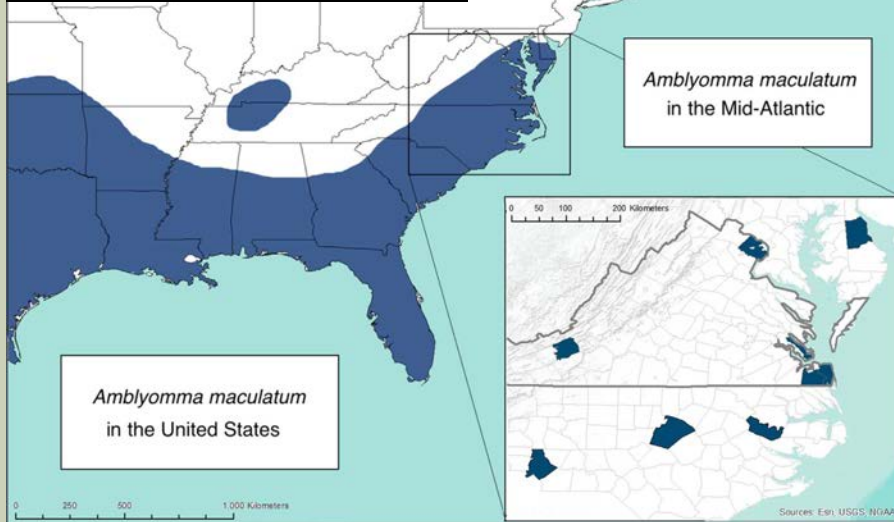 Amblyomma maculatum
in the Mid-Atlantic
0 50 100 200 Kilometers
Amblyomma maculatum
in the United States
0 250 500 1,000 Kilometers
Sources: Esri, USGS, NOAA